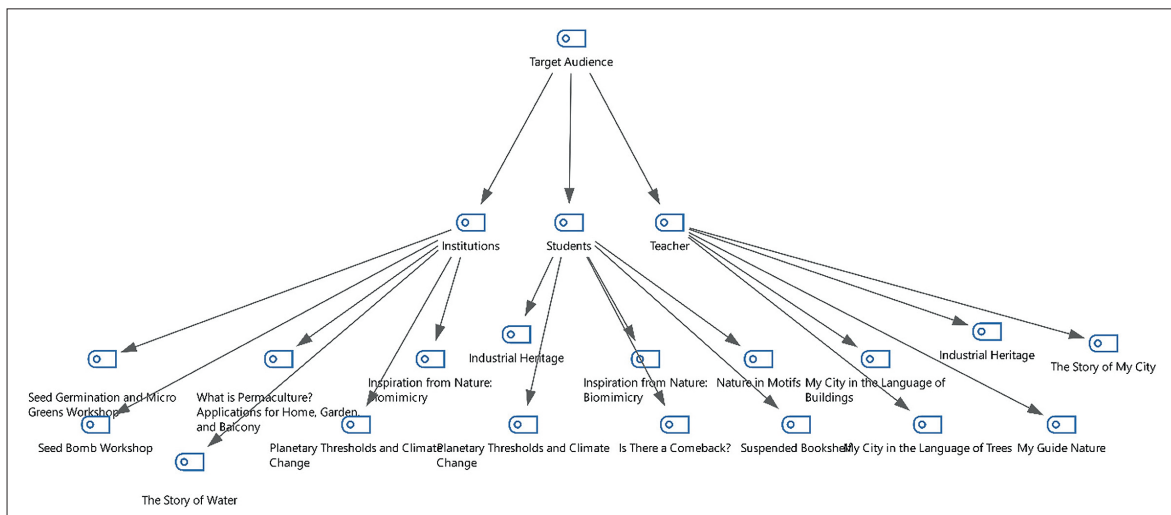 Target Audience
Institutions
Students
Teacher
Industrial Heritage
Industrial Heritage
The Story of My City
Seed Germination and Micro
Greens Workshop
What is Permaculture?
Applications for Home, Garden,
and Balcony
Inspiration from Nature:
Biomimicry
Inspiration from Nature:
Biomimicry
Nature in Motifs
My City in the Language of
Buildings
Seed Bomb Workshop
Planetary Thresholds and Climate
Change
Planetary Thresholds and Climate
Change
Is There a Comeback?
Suspended Bookshelf
My City in the Language of Trees
My Guide Nature
The Story of Water